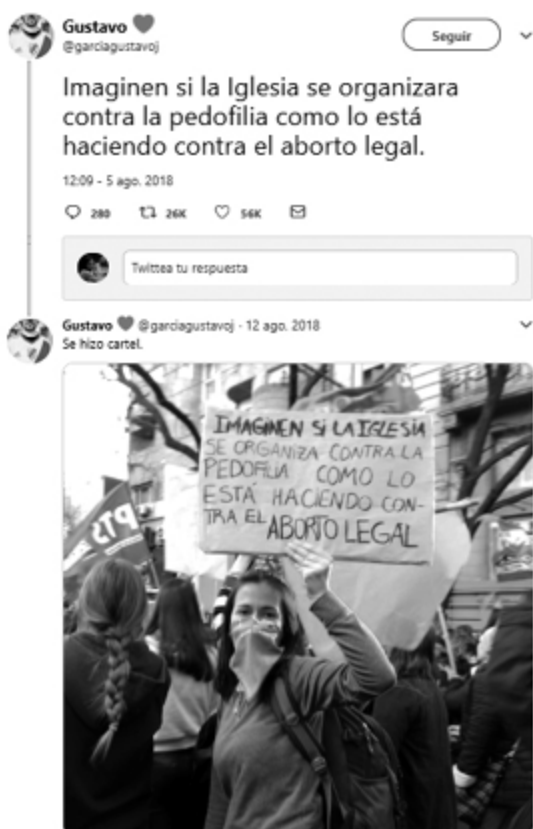 Gustavo
@garciagustavoj
Seguir
Imaginen si la Iglesia se organizara
contra la pedofilia como lo está
haciendo contra el aborto legal.
12:09 - 5 ago. 2018
280 26K 56K
Twittea tu respuesta
Gustavo @garciagustavoj · 12 ago. 2018
Se hizo cartel.
IMAGINEN SI LA IGLESIA
SE ORGANIZA CONTRA LA
PEDOFILIA COMO LO
ESTÁ HACIENDO CON-
TRA EL ABORTO LEGAL
PTS